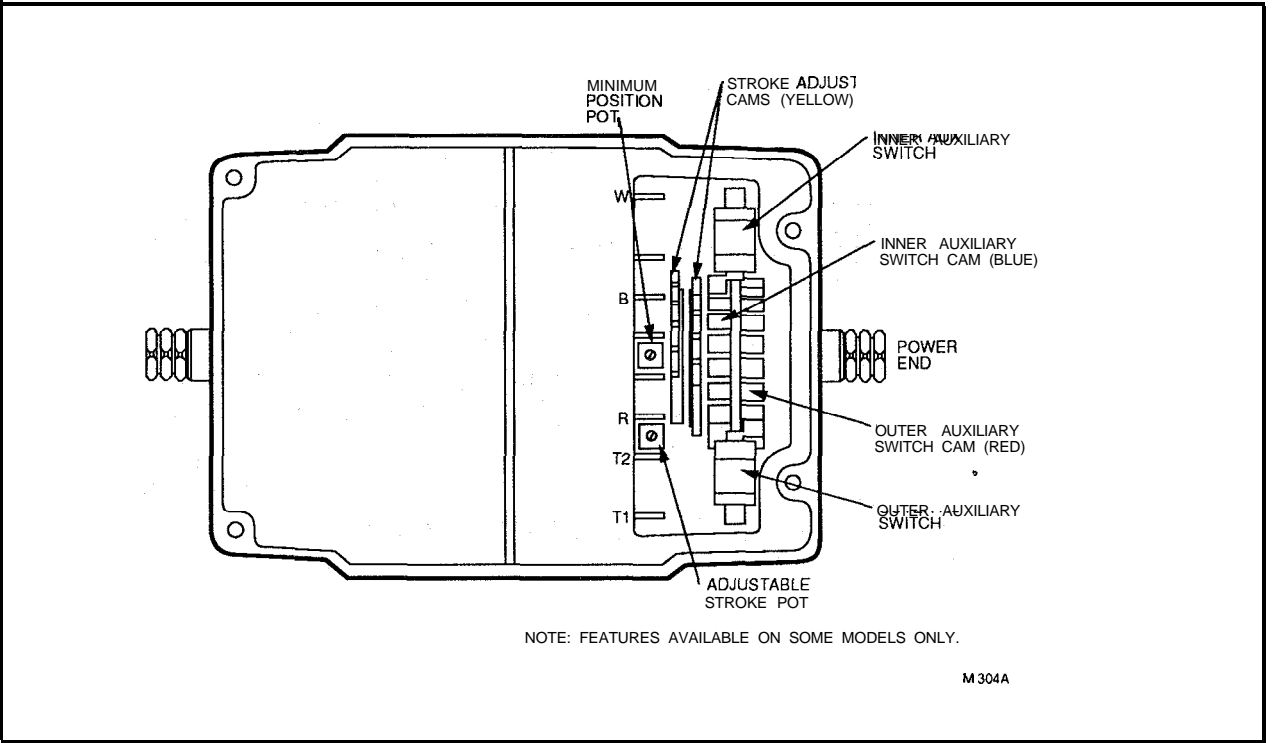 MINIMUM
POSITION
POT
STROKE ADJUST
CAMS (YELLOW)
INNER AUXILIARY
SWITCH
W
INNER AUXILIARY
SWITCH CAM (BLUE)
B
POWER
END
R
OUTER AUXILIARY
SWITCH CAM (RED)
T2
T1
OUTER AUXILIARY
SWITCH
ADJUSTABLE
STROKE POT
NOTE: FEATURES AVAILABLE ON SOME MODELS ONLY.
M 304A